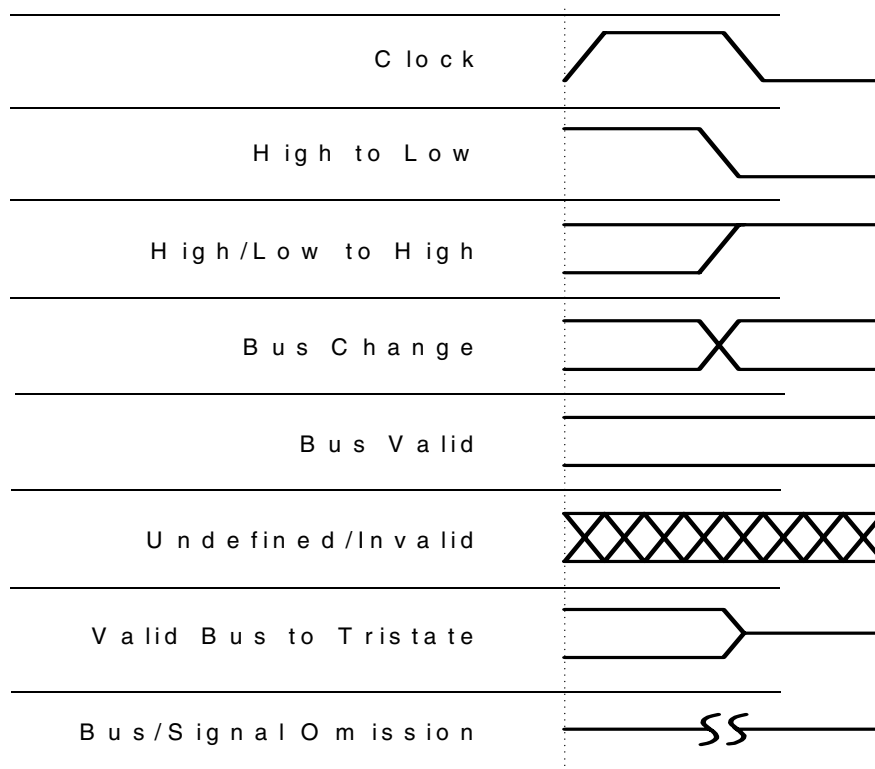 Clock
High to Low
High/Low to High
Bus Change
Bus Valid
Undefined/Invalid
Valid Bus to Tristate
Bus/Signal Omission